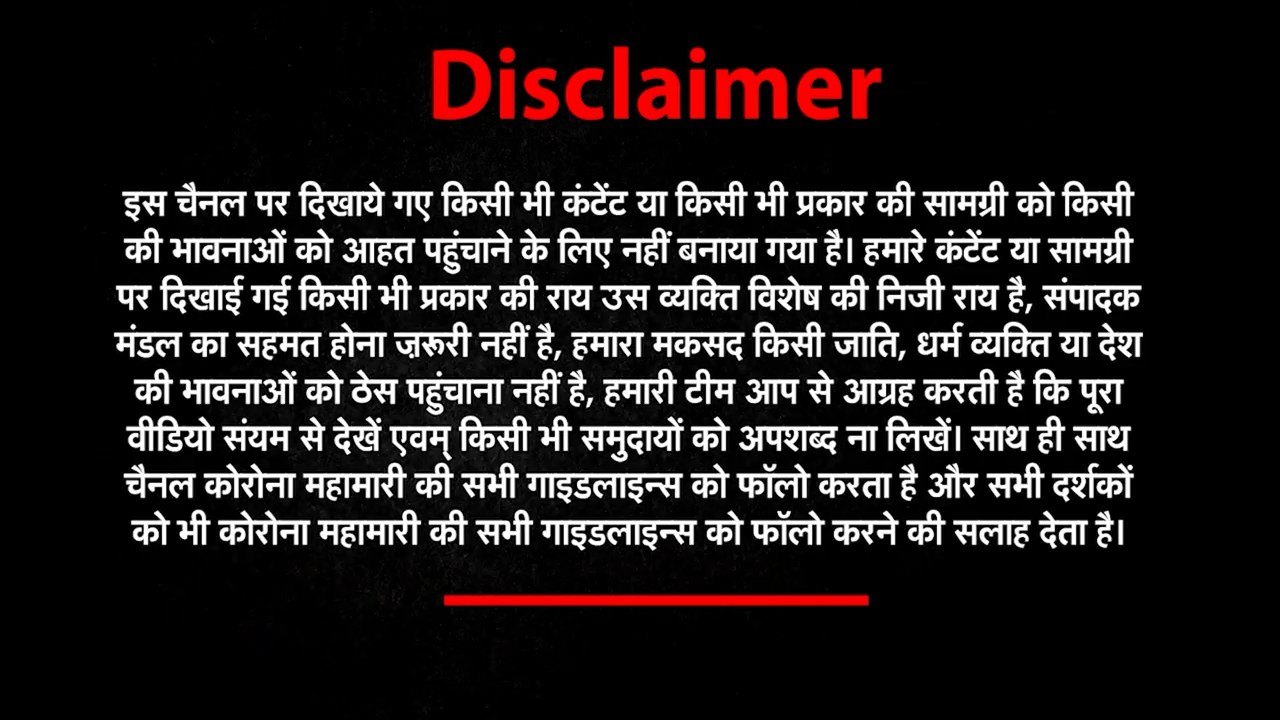 Disclaimer
इस चैनल पर दिखाये गए किसी भी कंटेंट या किसी भी प्रकार की सामग्री को किसी
की भावनाओं को आहत पहुंचाने के लिए नहीं बनाया गया है। हमारे कंटेंट या सामग्री
पर दिखाई गई किसी भी प्रकार की राय उस व्यक्ति विशेष की निजी राय है, संपादक
मंडल का सहमत होना ज़रूरी नहीं है, हमारा मकसद किसी जाति, धर्म व्यक्ति या देश
की भावनाओं को ठेस पहुंचाना नहीं है, हमारी टीम आप से आग्रह करती है कि पूरा
वीडियो संयम से देखें एवम् किसी भी समुदायों को अपशब्द ना लिखें। साथ ही साथ
चैनल कोरोना महामारी की सभी गाइडलाइन्स को फॉलो करता है और सभी दर्शकों
को भी कोरोना महामारी की सभी गाइडलाइन्स को फॉलो करने की सलाह देता है।